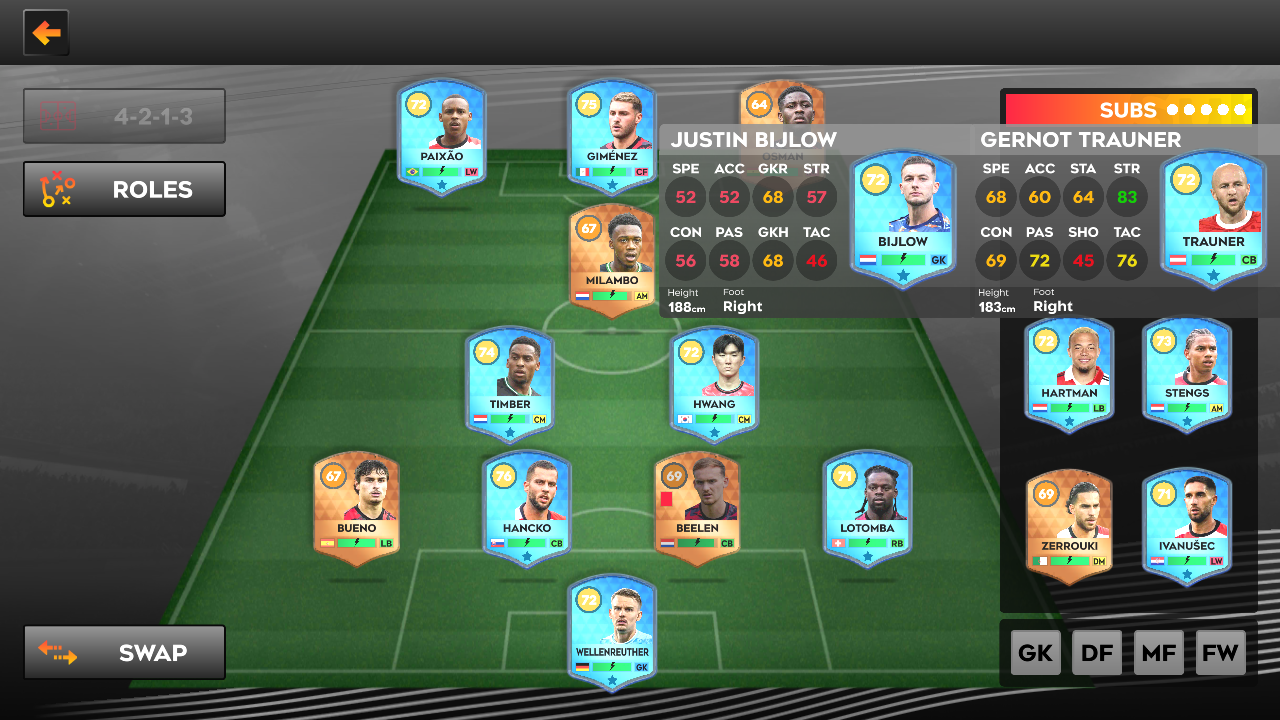 4-2-1-3
ROLES
SWAP
72
PAIXÃO
LW
75
GIMÉNEZ
CF
64
OSMAN
67
MILAMBO
AM
74
TIMBER
CM
72
HWANG
CM
67
BUENO
LB
76
HANCKO
CB
69
BEELEN
CB
71
LOTOMBA
RB
72
WELLENREUTHER
GK
SUBS
JUSTIN BIJLOW
SPE ACC GKR STR
52 52 68 57
CON PAS GKH TAC
56 58 68 46
Height Foot
188cm Right
72
BIJLOW
GK
GERNOT TRAUNER
SPE ACC STA STR
68 60 64 83
CON PAS SHO TAC
69 72 45 76
Height Foot
183cm Right
72
TRAUNER
CB
72
HARTMAN
LB
73
STENGS
AM
69
ZERROUKI
DM
71
IVANUŠEC
LW
GK DF MF FW